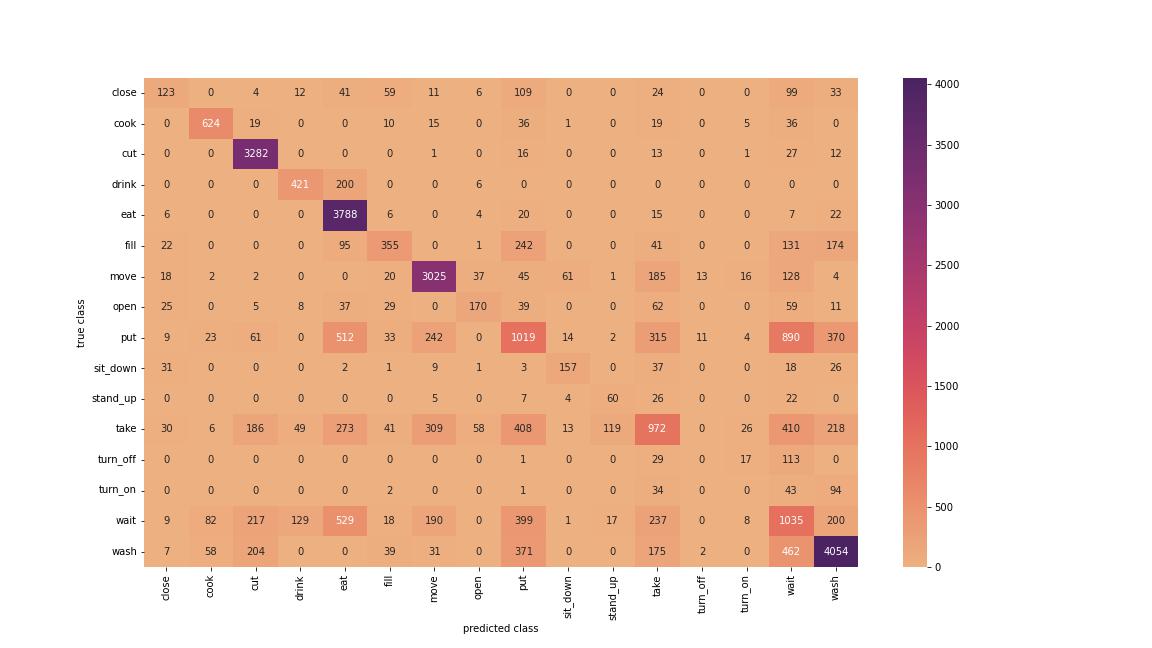 close 123 0 4 12 41 59 11 6 109 0 0 24 0 0 99 33
cook 0 624 19 0 0 10 15 0 36 1 0 19 0 5 36 0
cut 0 0 3282 0 0 0 1 0 16 0 0 13 0 1 27 12
drink 0 0 0 421 200 0 0 6 0 0 0 0 0 0 0 0
eat 6 0 0 0 3788 6 0 4 20 0 0 15 0 0 7 22
fill 22 0 0 0 95 355 0 1 242 0 0 41 0 0 131 174
move 18 2 2 0 0 20 3025 37 45 61 1 185 13 16 128 4
open 25 0 5 8 37 29 0 170 39 0 0 62 0 0 59 11
put 9 23 61 0 512 33 242 0 1019 14 2 315 11 4 890 370
sit_down 31 0 0 0 2 1 9 1 3 157 0 37 0 0 18 26
stand_up 0 0 0 0 0 0 5 0 7 4 60 26 0 0 22 0
take 30 6 186 49 273 41 309 58 408 13 119 972 0 26 410 218
turn_off 0 0 0 0 0 0 0 0 1 0 0 29 0 17 113 0
turn_on 0 0 0 0 0 2 0 0 1 0 0 34 0 0 43 94
wait 9 82 217 129 529 18 190 0 399 1 17 237 0 8 1035 200
wash 7 58 204 0 0 39 31 0 371 0 0 175 2 0 462 4054
close cook cut drink eat fill move open put sit_down stand_up take turn_off turn_on wait wash
predicted class
true class
4000
3500
3000
2500
2000
1500
1000
500
0